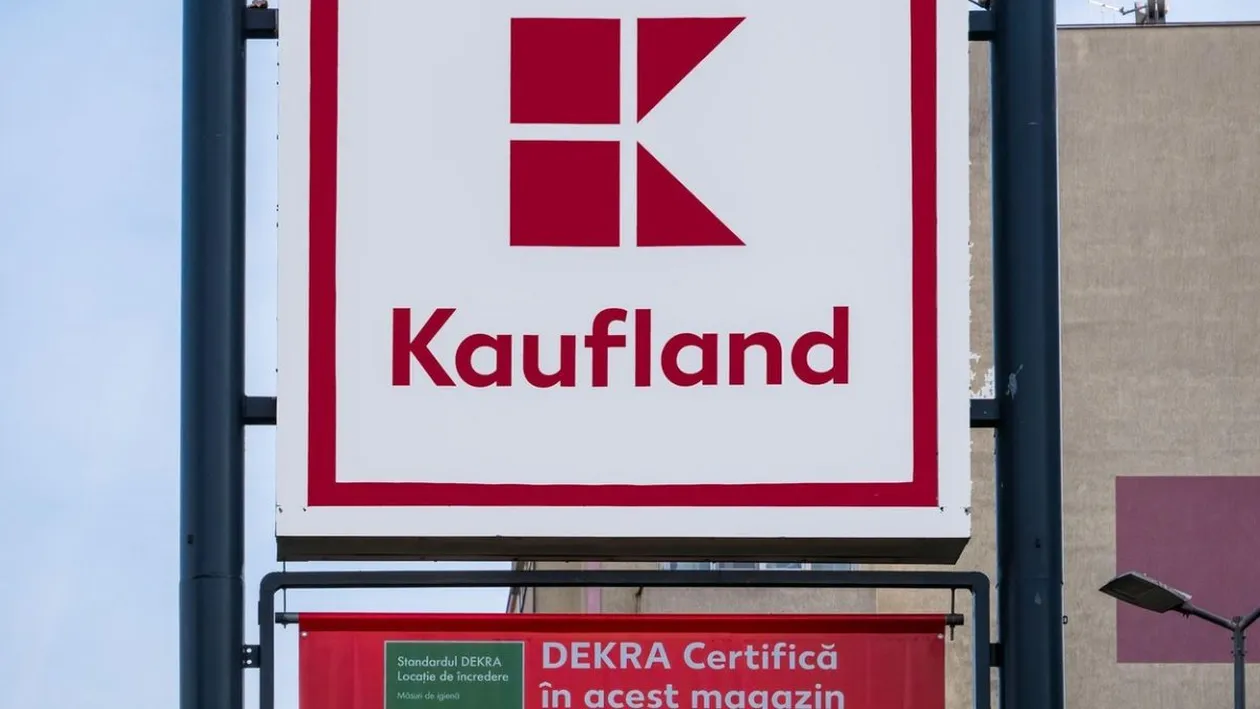 Kaufland
Standardul DEKRA
Locație de încredere
Măsuri de igienă
DEKRA Certifică
în acest magazin